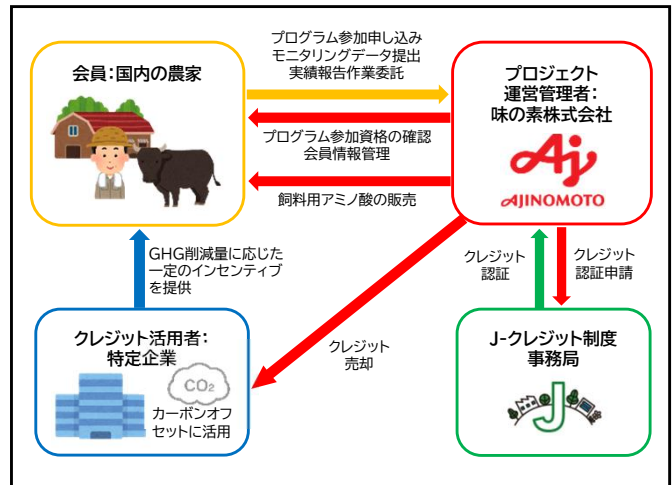 プログラム参加申し込み
モニタリングデータ提出
実績報告作業委託
会員：国内の農家
プロジェクト
運営管理者：
味の素株式会社
プログラム参加資格の確認
会員情報管理
Aj
AJINOMOTO
飼料用アミノ酸の販売
GHG削減量に応じた
一定のインセンティブ
を提供
クレジット
認証
クレジット
認証申請
クレジット活用者：
特定企業
クレジット
売却
J-クレジット制度
事務局
CO₂
カーボンオフ
セットに活用
J